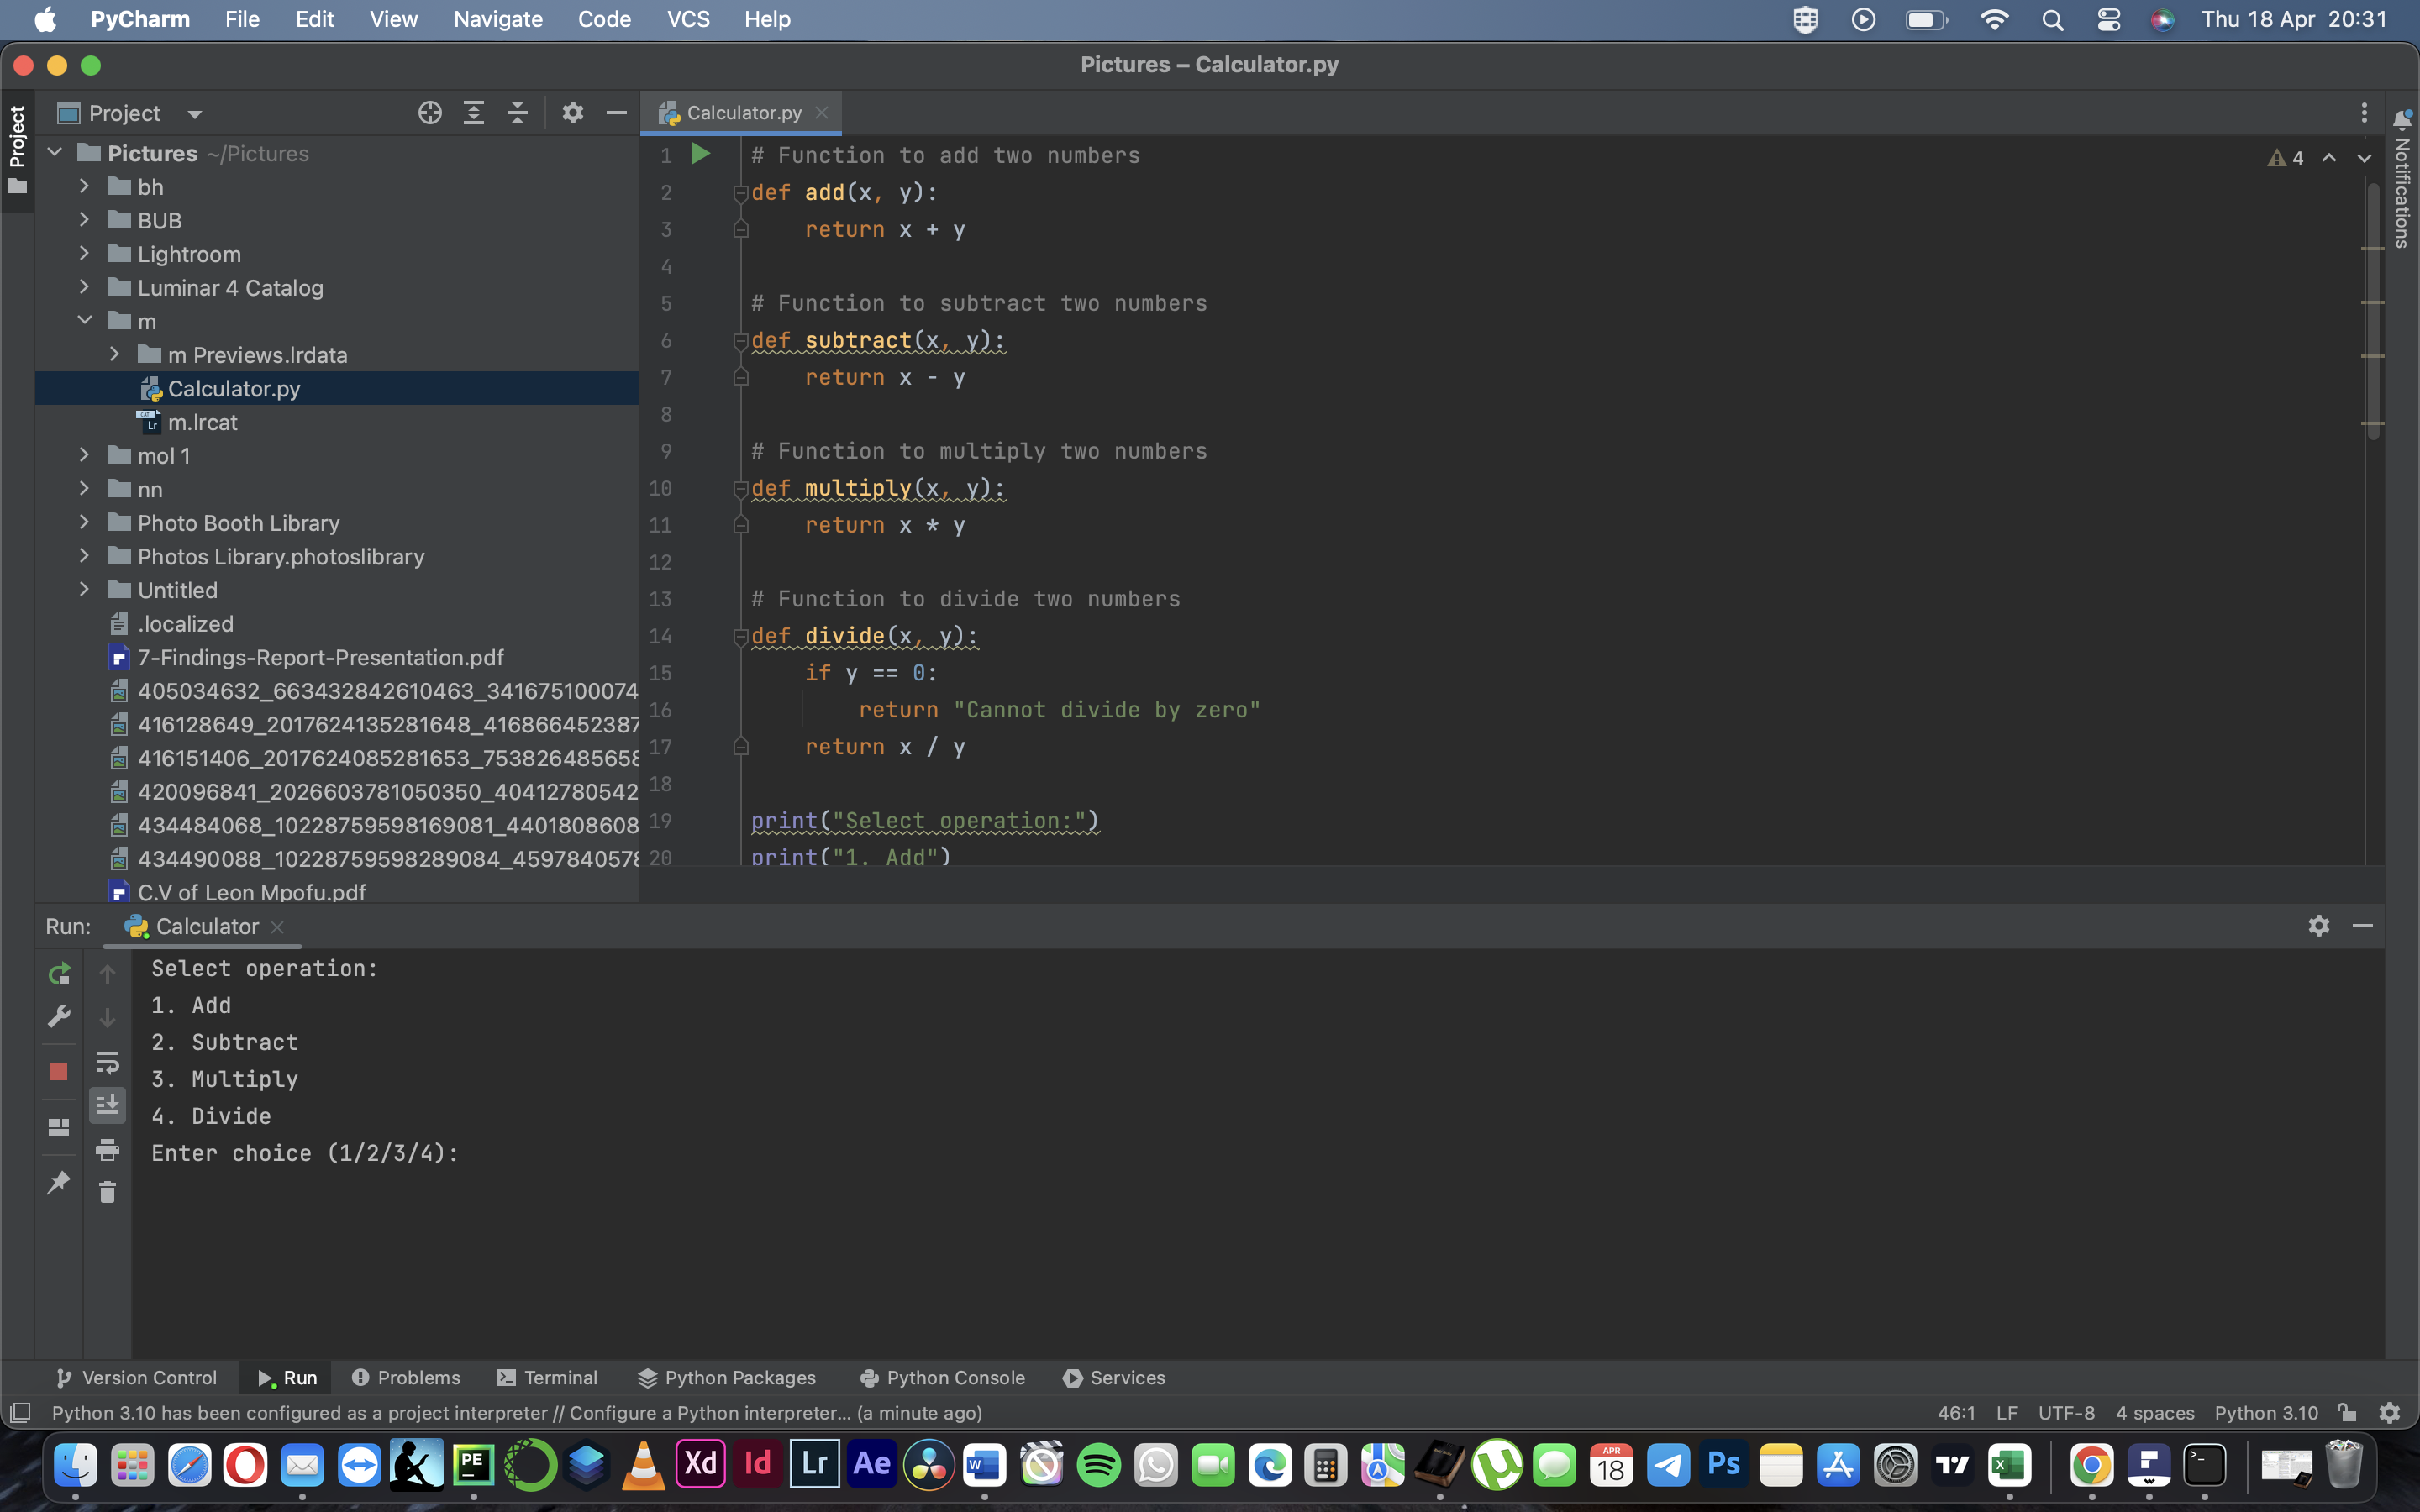 PyCharm File Edit View Navigate Code VCS Help Thu 18 Apr 20:31
Pictures – Calculator.py
Project
Project
Calculator.py
Pictures ~/Pictures
bh
BUB
Lightroom
Luminar 4 Catalog
m
m Previews.lrdata
Calculator.py
m.lrcat
CAT
Lr
mol 1
nn
Photo Booth Library
Photos Library.photoslibrary
Untitled
.localized
7-Findings-Report-Presentation.pdf
405034632_663432842610463_341675100074
416128649_2017624135281648_416866452387
416151406_2017624085281653_753826485658
420096841_2026603781050350_40412780542
434484068_10228759598169081_4401808608
434490088_10228759598289084_4597840578
C.V of Leon Mpofu.pdf
1 # Function to add two numbers
2 def add(x, y):
3     return x + y
4
5 # Function to subtract two numbers
6 def subtract(x, y):
7     return x - y
8
9 # Function to multiply two numbers
10 def multiply(x, y):
11     return x * y
12
13 # Function to divide two numbers
14 def divide(x, y):
15     if y == 0:
16         return "Cannot divide by zero"
17     return x / y
18
19 print("Select operation:")
20 print("1. Add")
4
Notifications
Run: Calculator
Select operation:
1. Add
2. Subtract
3. Multiply
4. Divide
Enter choice (1/2/3/4):
Version Control Run Problems Terminal Python Packages Python Console Services
Python 3.10 has been configured as a project interpreter // Configure a Python interpreter... (a minute ago) 46:1 LF UTF-8 4 spaces Python 3.10
PE Xd Id Lr Ae W APR 18 Ps X